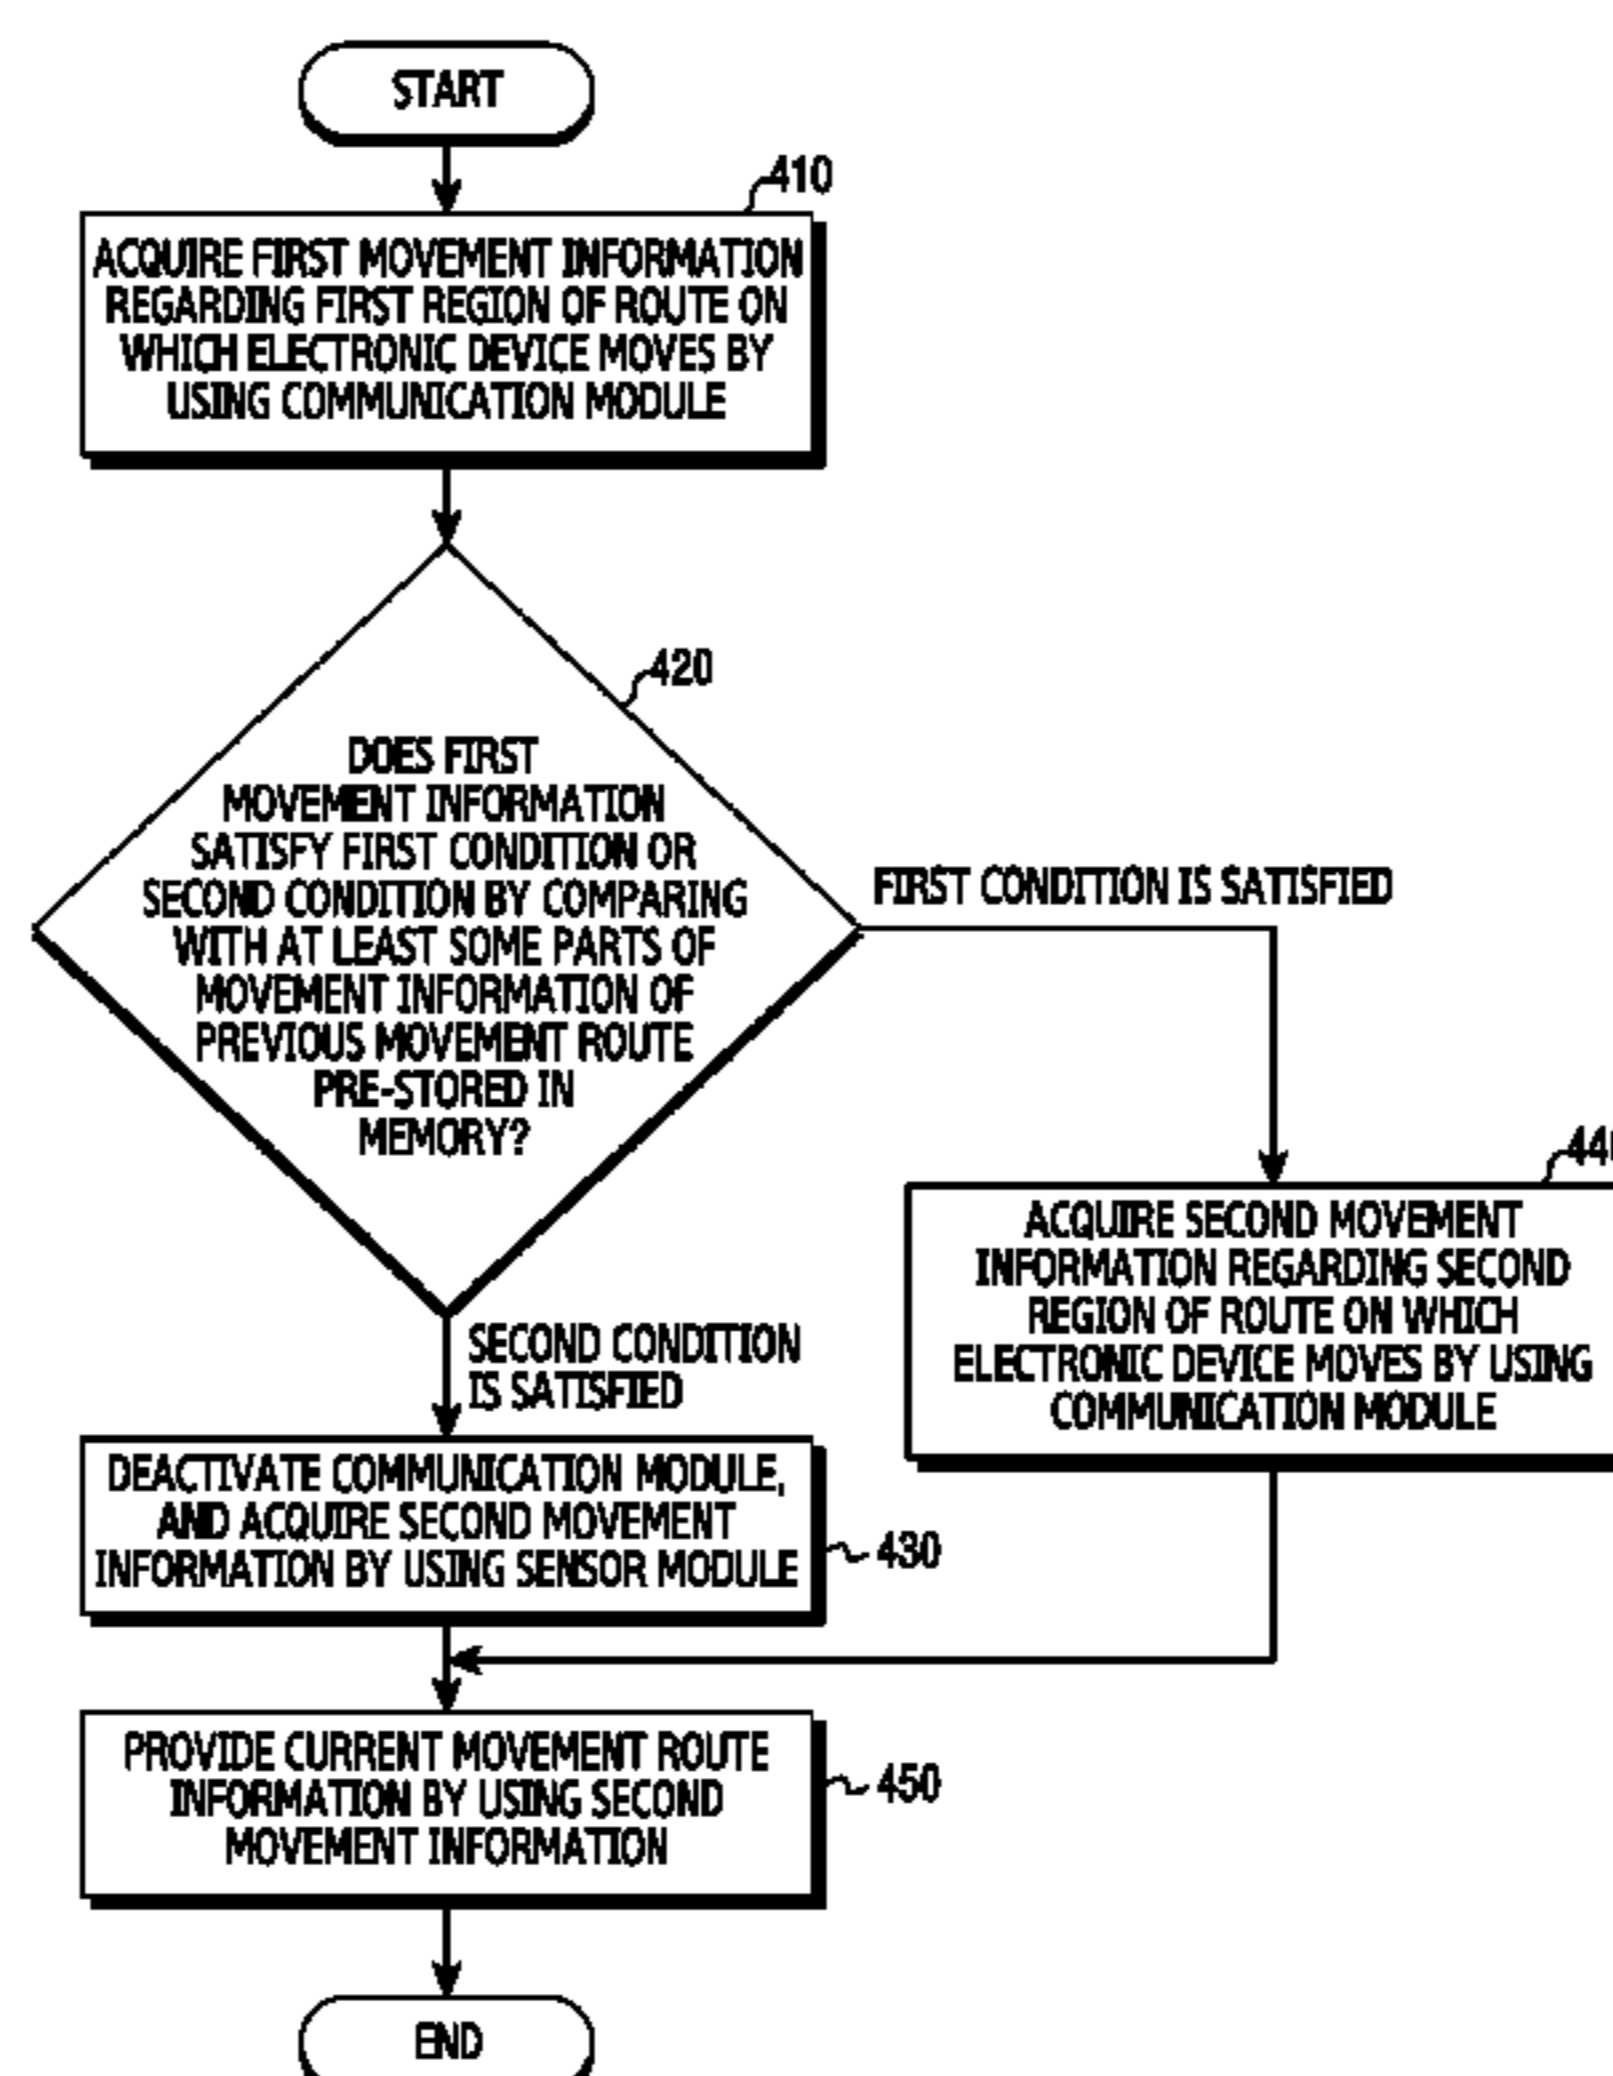 START
410
ACQUIRE FIRST MOVEMENT INFORMATION
REGARDING FIRST REGION OF ROUTE ON
WHICH ELECTRONIC DEVICE MOVES BY
USING COMMUNICATION MODULE
420
DOES FIRST
MOVEMENT INFORMATION
SATISFY FIRST CONDITION OR
SECOND CONDITION BY COMPARING
WITH AT LEAST SOME PARTS OF
MOVEMENT INFORMATION OF
PREVIOUS MOVEMENT ROUTE
PRE-STORED IN
MEMORY?
FIRST CONDITION IS SATISFIED
ACQUIRE SECOND MOVEMENT
INFORMATION REGARDING SECOND
REGION OF ROUTE ON WHICH
ELECTRONIC DEVICE MOVES BY USING
COMMUNICATION MODULE
SECOND CONDITION
IS SATISFIED
DEACTIVATE COMMUNICATION MODULE,
AND ACQUIRE SECOND MOVEMENT
INFORMATION BY USING SENSOR MODULE
430
PROVIDE CURRENT MOVEMENT ROUTE
INFORMATION BY USING SECOND
MOVEMENT INFORMATION
450
END